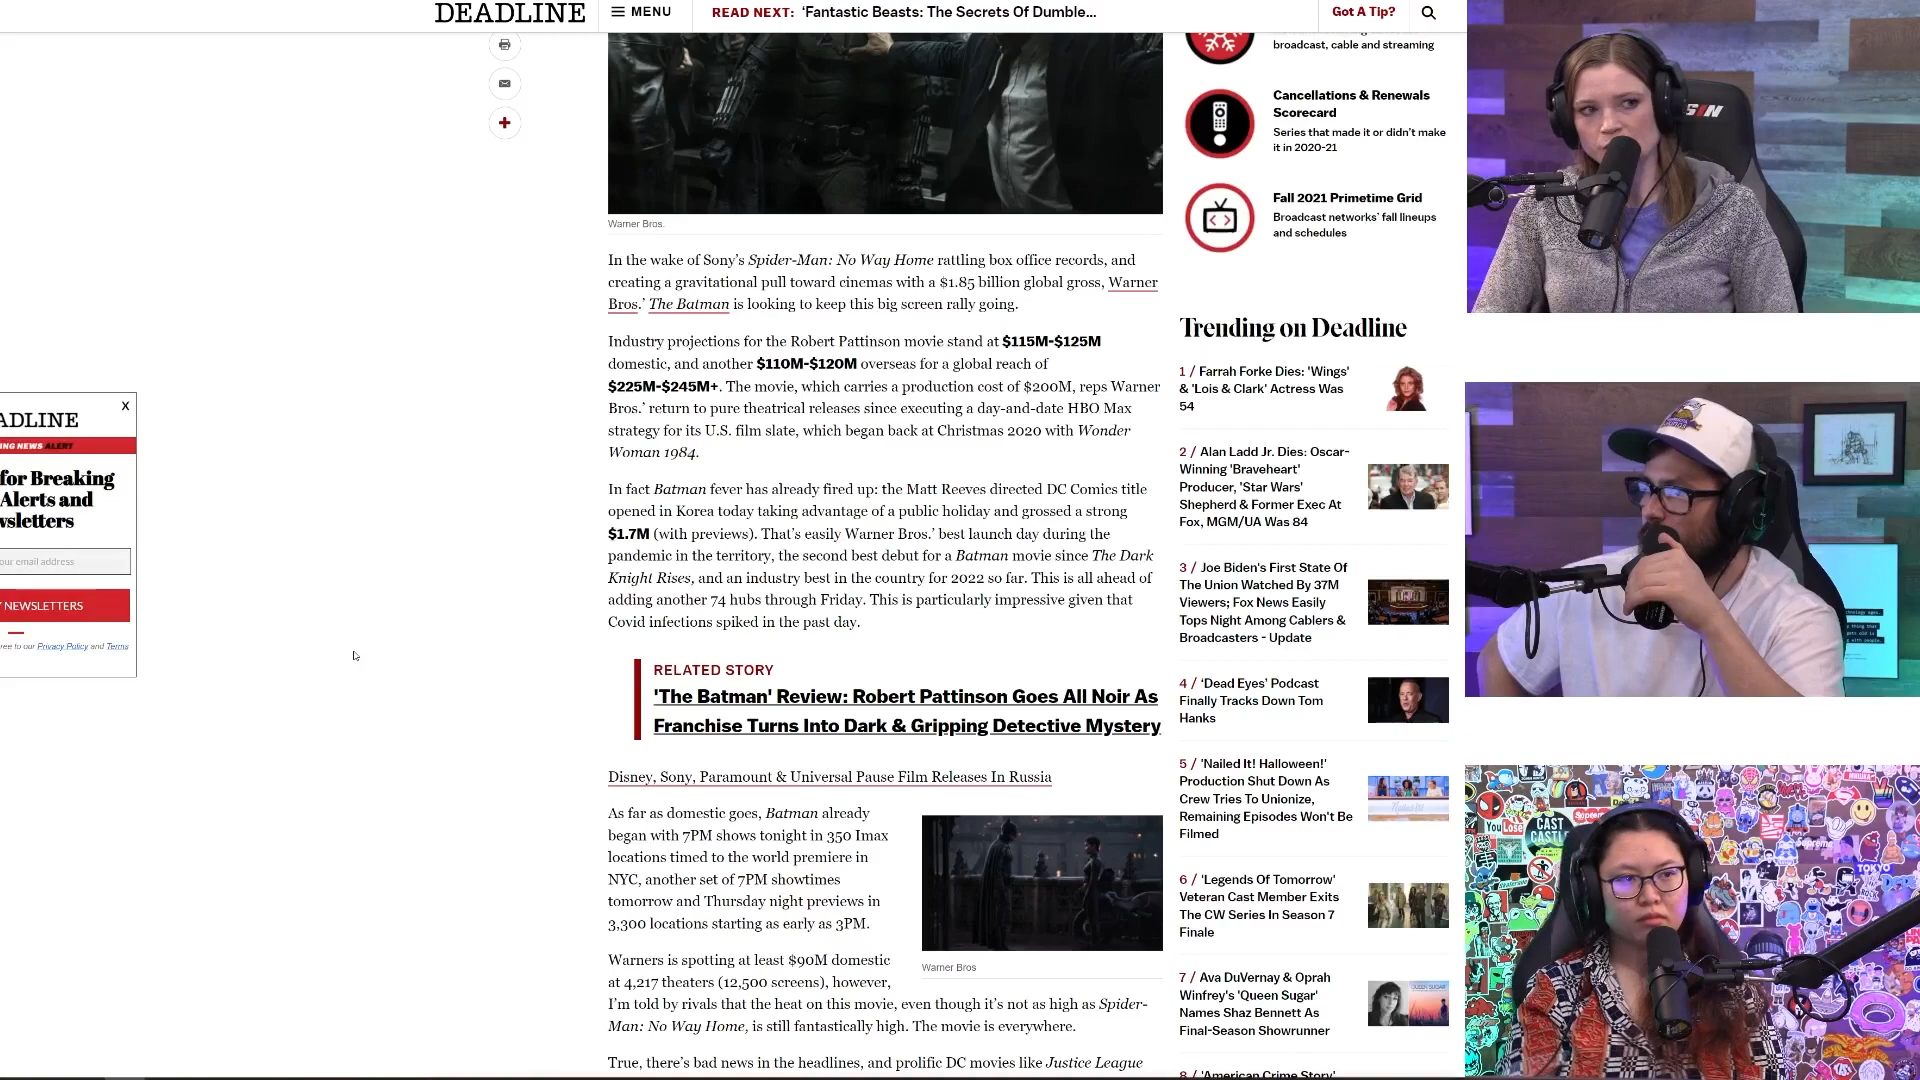 DEADLINE
MENU
READ NEXT: ‘Fantastic Beasts: The Secrets Of Dumble...
Got A Tip?
Warner Bros.
In the wake of Sony’s Spider-Man: No Way Home rattling box office records, and
creating a gravitational pull toward cinemas with a $1.85 billion global gross, Warner
Bros.’ The Batman is looking to keep this big screen rally going.
Industry projections for the Robert Pattinson movie stand at $115M-$125M
domestic, and another $110M-$120M overseas for a global reach of
$225M-$245M+. The movie, which carries a production cost of $200M, reps Warner
Bros.’ return to pure theatrical releases since executing a day-and-date HBO Max
strategy for its U.S. film slate, which began back at Christmas 2020 with Wonder
Woman 1984.
In fact Batman fever has already fired up: the Matt Reeves directed DC Comics title
opened in Korea today taking advantage of a public holiday and grossed a strong
$1.7M (with previews). That’s easily Warner Bros.’ best launch day during the
pandemic in the territory, the second best debut for a Batman movie since The Dark
Knight Rises, and an industry best in the country for 2022 so far. This is all ahead of
adding another 74 hubs through Friday. This is particularly impressive given that
Covid infections spiked in the past day.
RELATED STORY
'The Batman' Review: Robert Pattinson Goes All Noir As
Franchise Turns Into Dark & Gripping Detective Mystery
Disney, Sony, Paramount & Universal Pause Film Releases In Russia
As far as domestic goes, Batman already
began with 7PM shows tonight in 350 Imax
locations timed to the world premiere in
NYC, another set of 7PM showtimes
tomorrow and Thursday night previews in
3,300 locations starting as early as 3PM.
Warner Bros
Warners is spotting at least $90M domestic
at 4,217 theaters (12,500 screens), however,
I’m told by rivals that the heat on this movie, even though it’s not as high as Spider-
Man: No Way Home, is still fantastically high. The movie is everywhere.
True, there’s bad news in the headlines, and prolific DC movies like Justice League
broadcast, cable and streaming
Cancellations & Renewals
Scorecard
Series that made it or didn’t make
it in 2020-21
Fall 2021 Primetime Grid
Broadcast networks’ fall lineups
and schedules
Trending on Deadline
1 / Farrah Forke Dies: 'Wings'
& 'Lois & Clark' Actress Was
54
2 / Alan Ladd Jr. Dies: Oscar-
Winning 'Braveheart'
Producer, 'Star Wars'
Shepherd & Former Exec At
Fox, MGM/UA Was 84
3 / Joe Biden's First State Of
The Union Watched By 37M
Viewers; Fox News Easily
Tops Night Among Cablers &
Broadcasters - Update
4 / ‘Dead Eyes’ Podcast
Finally Tracks Down Tom
Hanks
5 / 'Nailed It! Halloween!'
Production Shut Down As
Crew Tries To Unionize,
Remaining Episodes Won't Be
Filmed
6 / 'Legends Of Tomorrow'
Veteran Cast Member Exits
The CW Series In Season 7
Finale
7 / Ava DuVernay & Oprah
Winfrey's 'Queen Sugar'
Names Shaz Bennett As
Final-Season Showrunner
8 / 'American Crime Story'
X
ADLINE
NG NEWS ALERT
for Breaking
Alerts and
wsletters
our email address
NEWSLETTERS
ree to our Privacy Policy and Terms
You Lose
CAST
CASTLE
Supreme
TOKYO